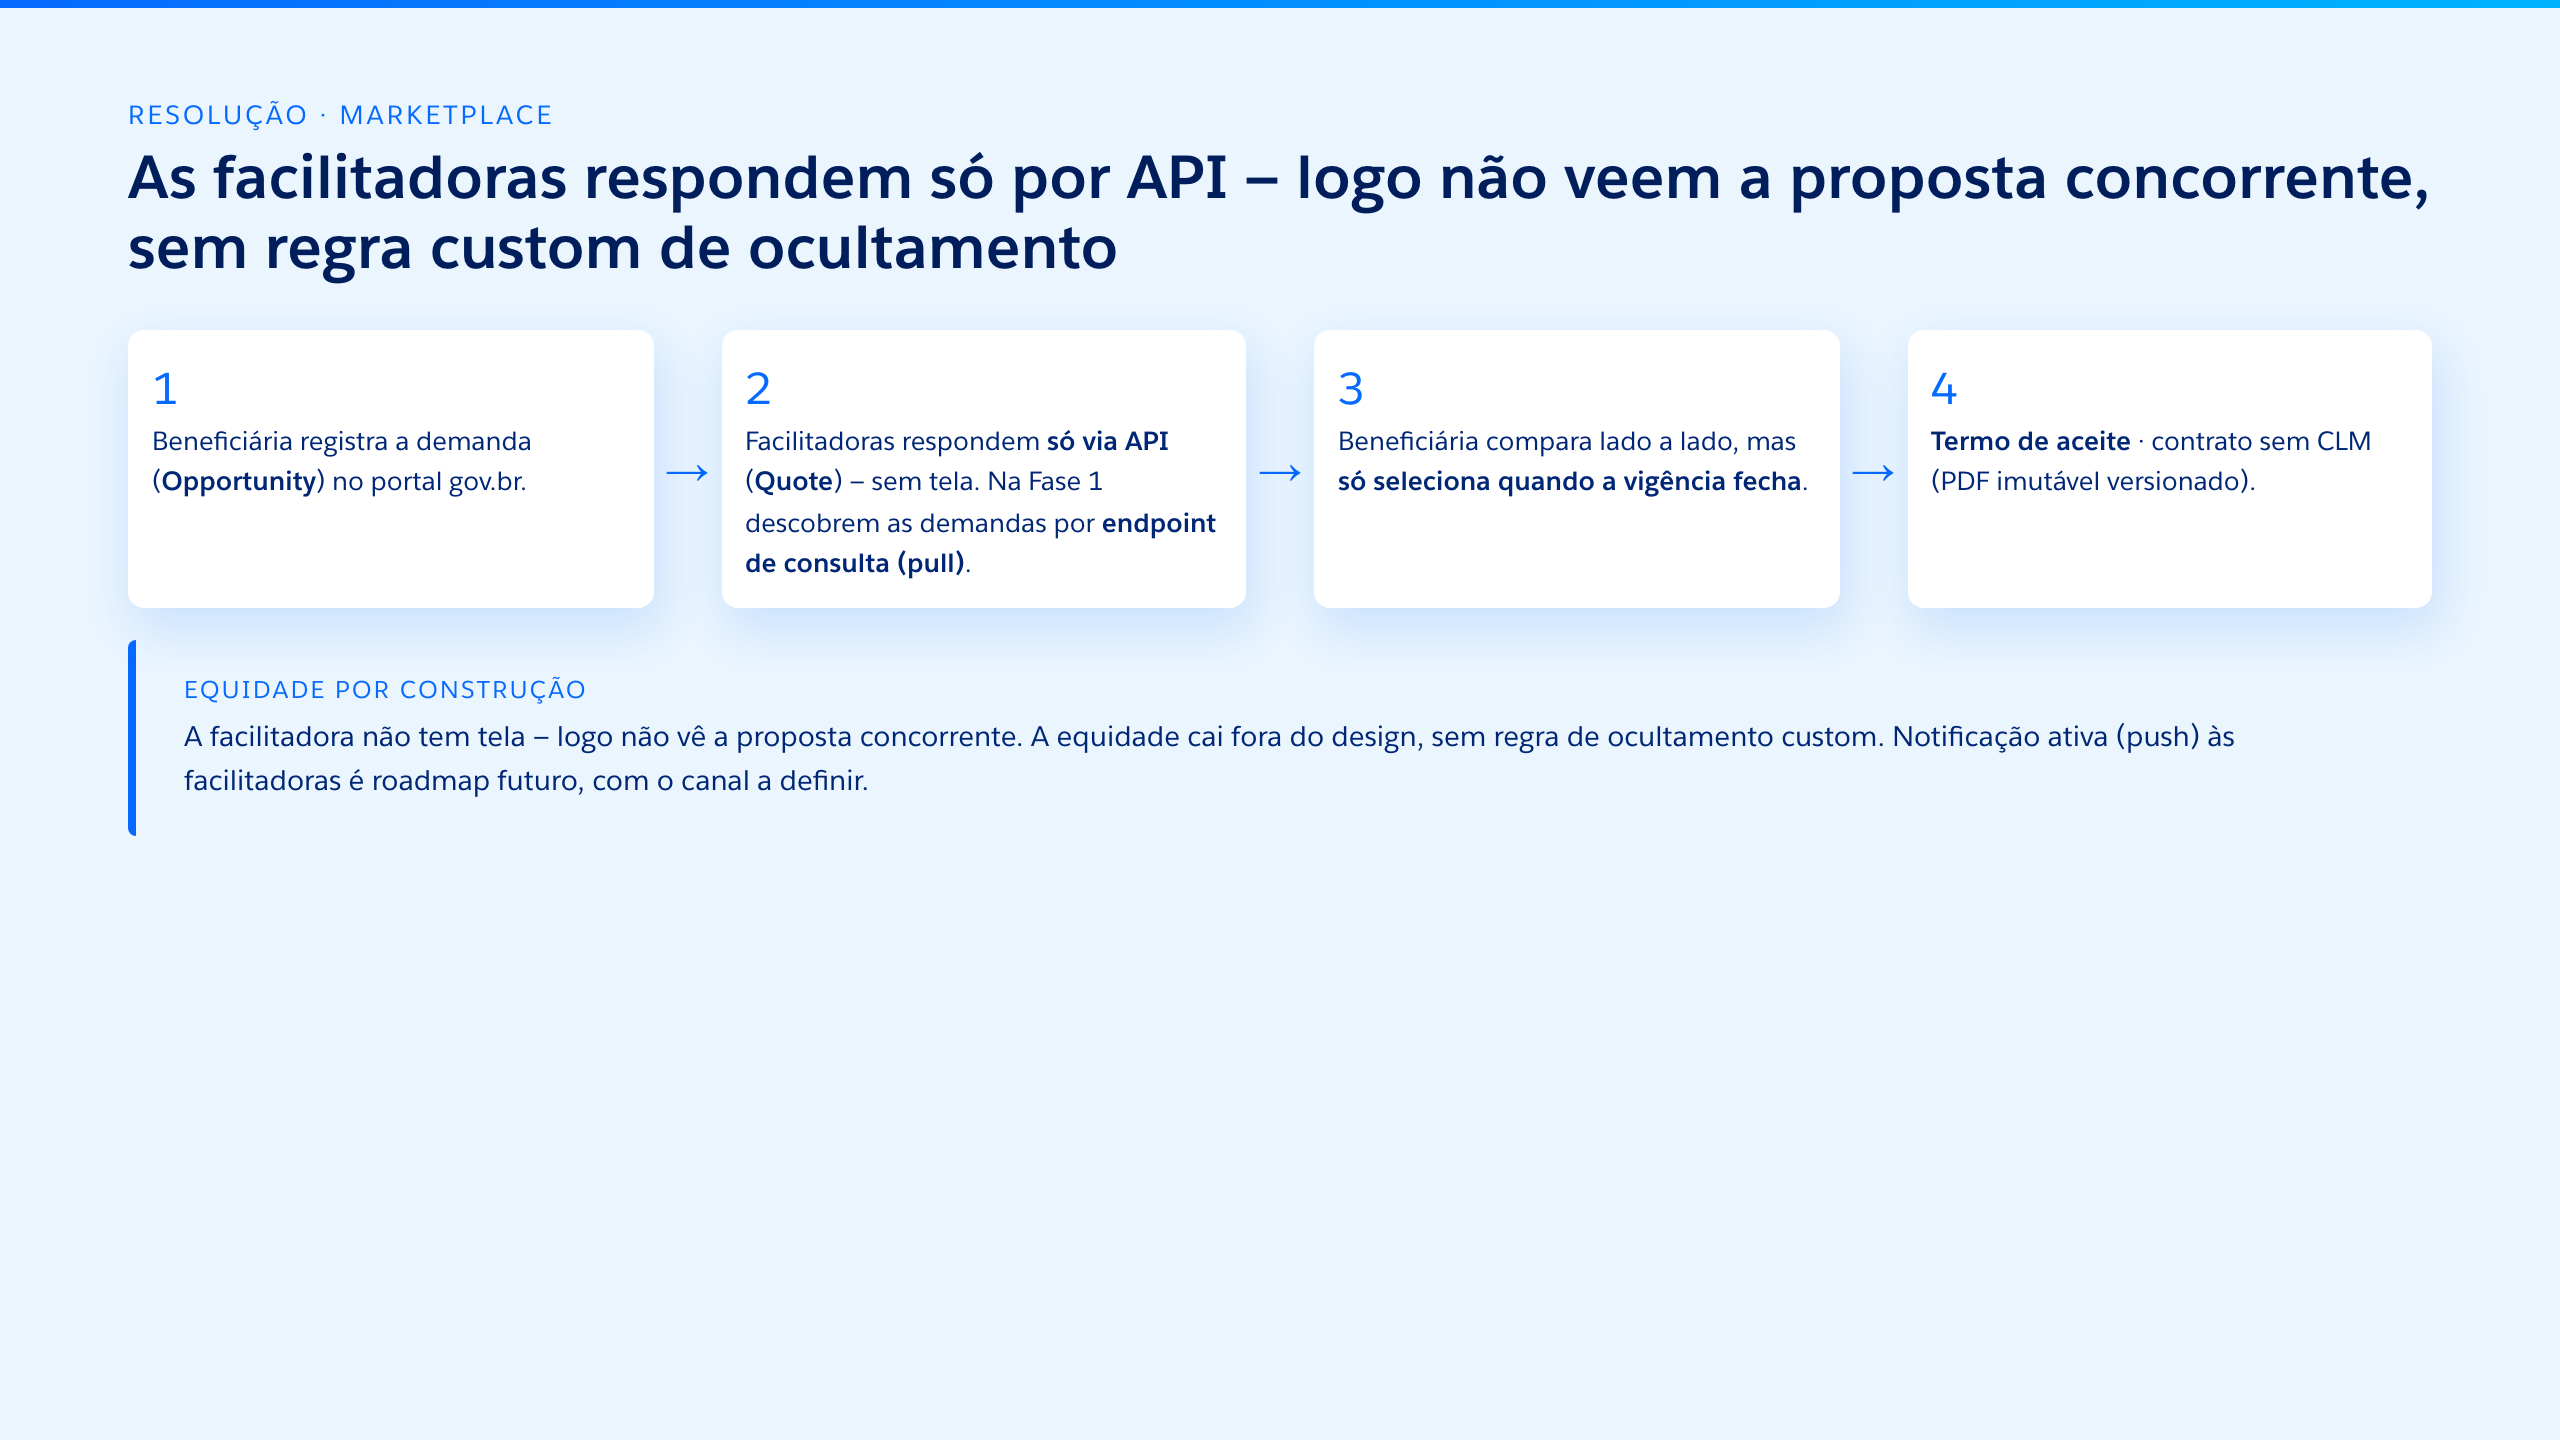 RESOLUÇÃO · MARKETPLACE
As facilitadoras respondem só por API – logo não veem a proposta concorrente,
sem regra custom de ocultamento
1
Beneficiária registra a demanda
(Opportunity) no portal gov.br.
→
2
Facilitadoras respondem só via API
(Quote) – sem tela. Na Fase 1
descobrem as demandas por endpoint
de consulta (pull).
→
3
Beneficiária compara lado a lado, mas
só seleciona quando a vigência fecha.
→
4
Termo de aceite · contrato sem CLM
(PDF imutável versionado).
EQUIDADE POR CONSTRUÇÃO
A facilitadora não tem tela – logo não vê a proposta concorrente. A equidade cai fora do design, sem regra de ocultamento custom. Notificação ativa (push) às
facilitadoras é roadmap futuro, com o canal a definir.